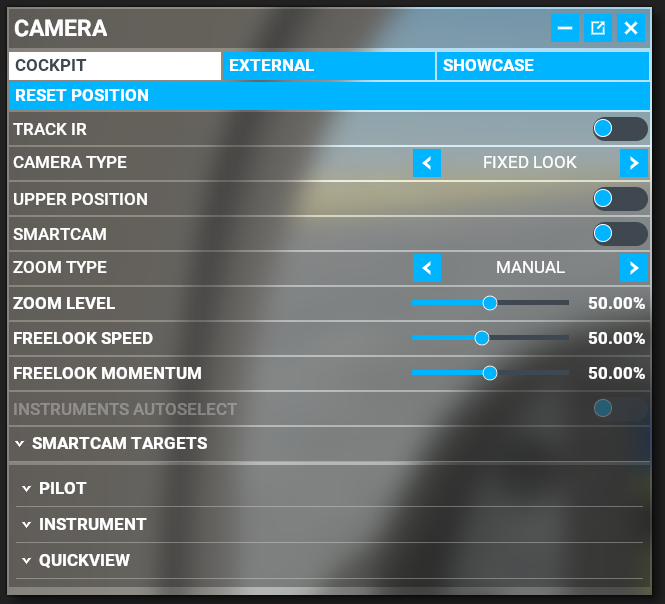 CAMERA
COCKPIT EXTERNAL SHOWCASE
RESET POSITION
TRACK IR
CAMERA TYPE FIXED LOOK
UPPER POSITION
SMARTCAM
ZOOM TYPE MANUAL
ZOOM LEVEL 50.00%
FREELOOK SPEED 50.00%
FREELOOK MOMENTUM 50.00%
INSTRUMENTS AUTOSELECT
SMARTCAM TARGETS
PILOT
INSTRUMENT
QUICKVIEW